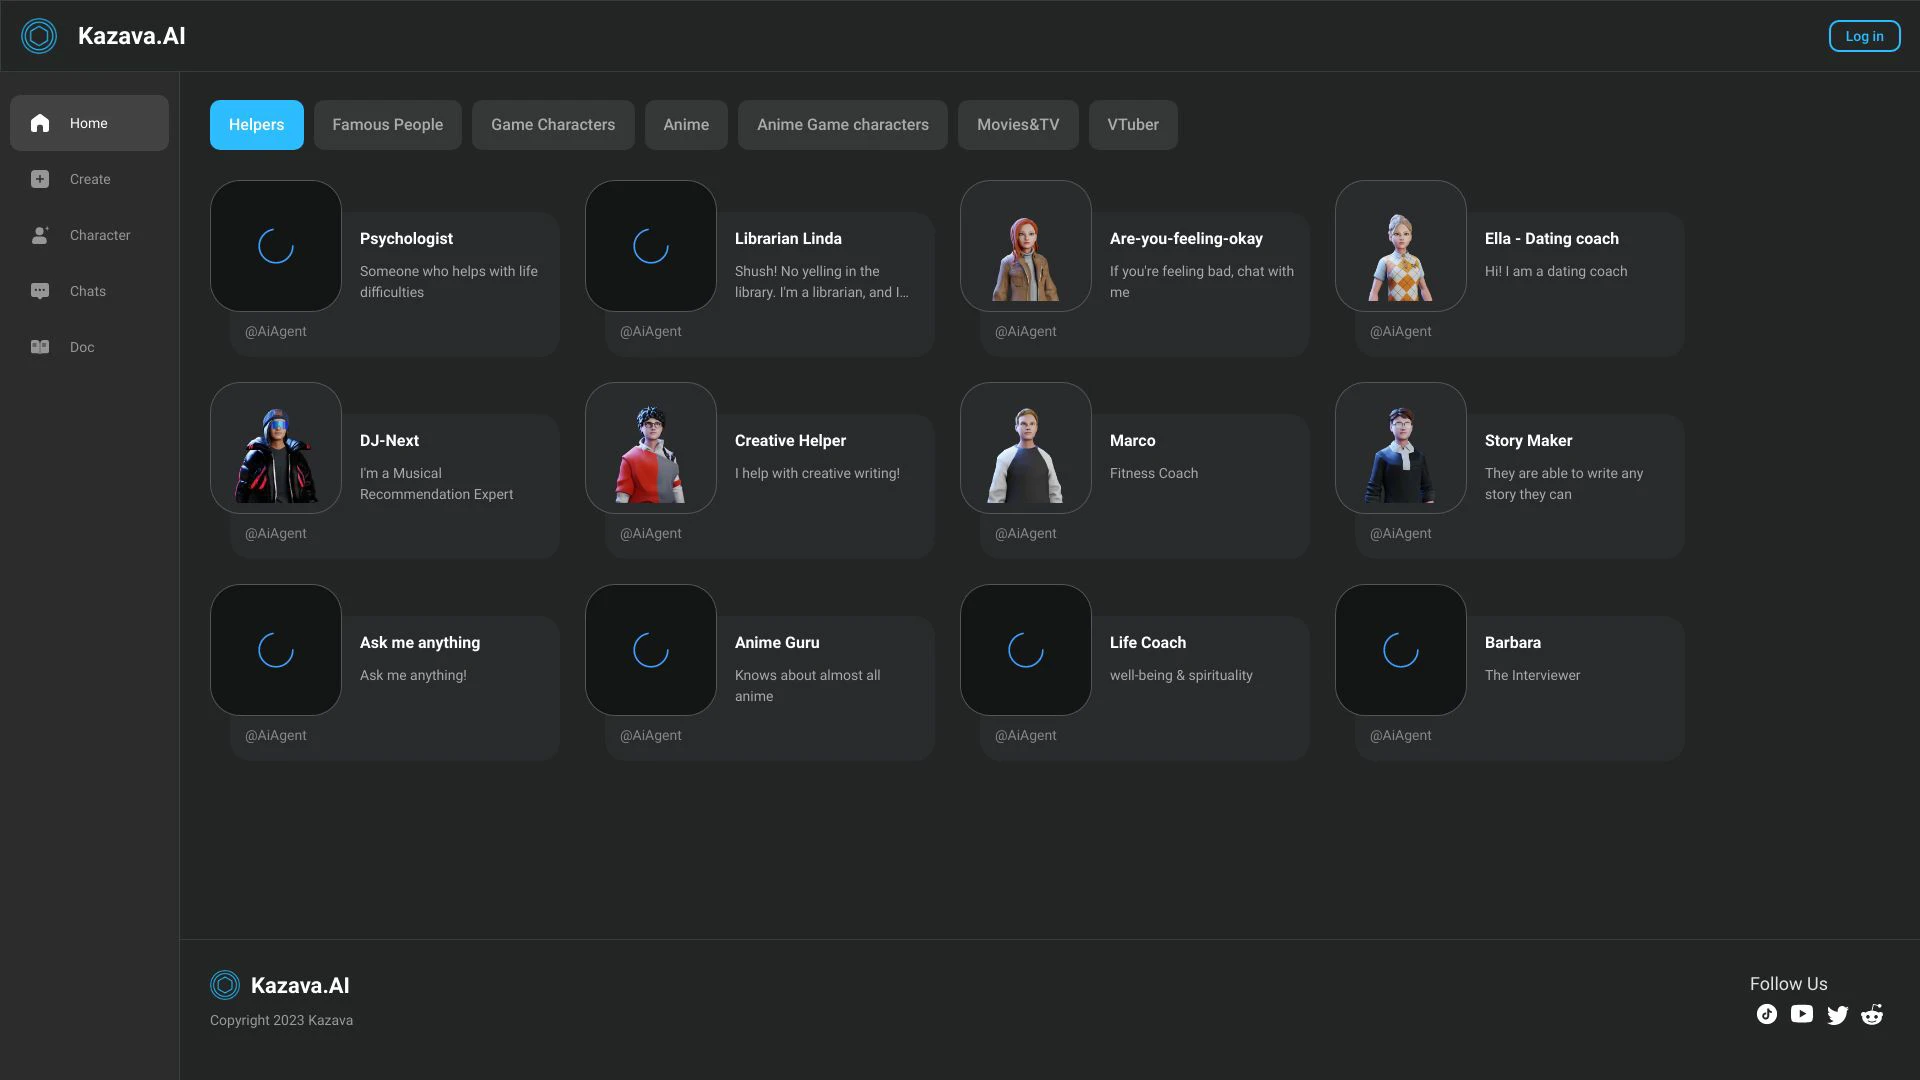 Kazava.AI
Log in
Home
Create
Character
Chats
Doc
Helpers
Famous People
Game Characters
Anime
Anime Game characters
Movies&TV
VTuber
Psychologist
Someone who helps with life
difficulties
@AiAgent
Librarian Linda
Shush! No yelling in the
library. I'm a librarian, and I...
@AiAgent
Are-you-feeling-okay
If you're feeling bad, chat with
me
@AiAgent
Ella - Dating coach
Hi! I am a dating coach
@AiAgent
DJ-Next
I'm a Musical
Recommendation Expert
@AiAgent
Creative Helper
I help with creative writing!
@AiAgent
Marco
Fitness Coach
@AiAgent
Story Maker
They are able to write any
story they can
@AiAgent
Ask me anything
Ask me anything!
@AiAgent
Anime Guru
Knows about almost all
anime
@AiAgent
Life Coach
well-being & spirituality
@AiAgent
Barbara
The Interviewer
@AiAgent
Kazava.AI
Copyright 2023 Kazava
Follow Us